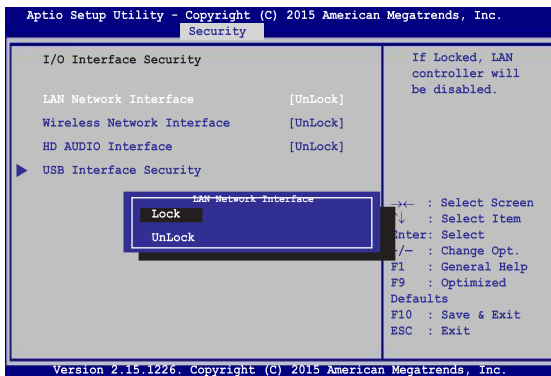 Aptio Setup Utility - Copyright (C) 2015 American Megatrends, Inc.
Security
I/O Interface Security
LAN Network Interface [UnLock]
Wireless Network Interface [UnLock]
HD AUDIO Interface [UnLock]
USB Interface Security
LAN Network Interface
Lock
UnLock
If Locked, LAN
controller will
be disabled.
→← : Select Screen
↑↓ : Select Item
Enter: Select
+/— : Change Opt.
F1 : General Help
F9 : Optimized
Defaults
F10 : Save & Exit
ESC : Exit
Version 2.15.1226. Copyright (C) 2015 American Megatrends, Inc.